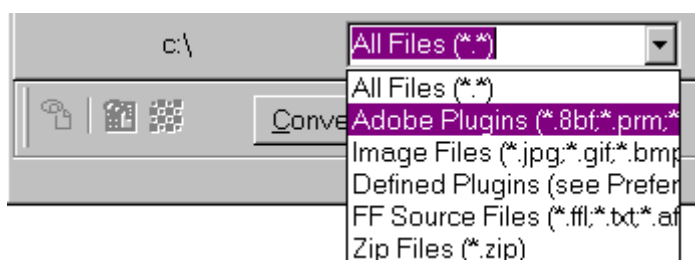 c:\ All Files (*.*)
All Files (*.*)
Conve Adobe Plugins (*.8bf;*.prm;*
Image Files (*.jpg;*.gif;*.bmp
Defined Plugins (see Prefer
FF Source Files (*.ffl;*.txt;*.af
Zip Files (*.zip)